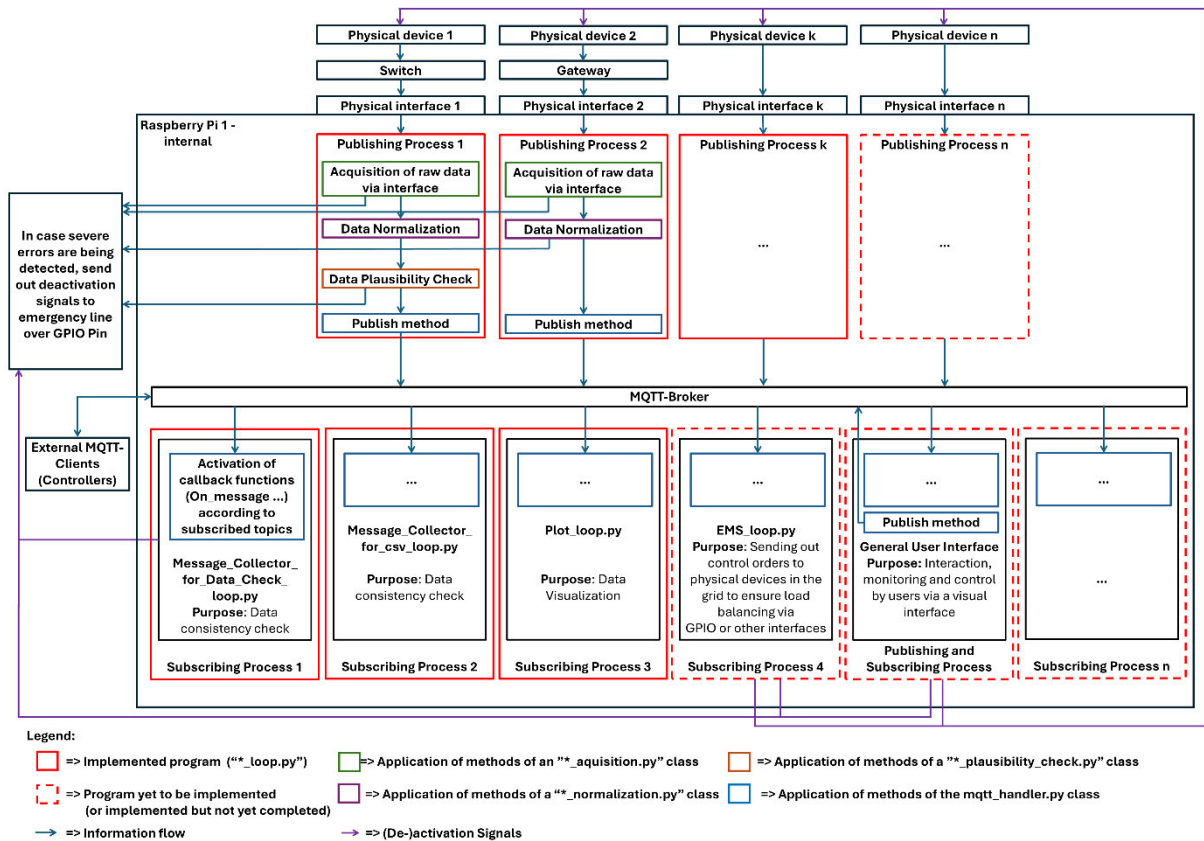 Physical device 1
Physical device 2
Physical device k
Physical device n
Switch
Gateway
Physical interface 1
Physical interface 2
Physical interface k
Physical interface n
Raspberry Pi 1 -
internal
Publishing Process 1
Acquisition of raw data
via interface
Data Normalization
Data Plausibility Check
Publish method
Publishing Process 2
Acquisition of raw data
via interface
Data Normalization
Publish method
Publishing Process k
...
Publishing Process n
...
In case severe
errors are being
detected, send
out deactivation
signals to
emergency line
over GPIO Pin
MQTT-Broker
External MQTT-
Clients
(Controllers)
Activation of
callback functions
(On_message ...)
according to
subscribed topics
Message_Collector_
for_Data_Check_
loop.py
Purpose: Data
consistency check
Subscribing Process 1
...
Message_Collector_
for_csv_loop.py
Purpose: Data
consistency check
Subscribing Process 2
...
Plot_loop.py
Purpose: Data
Visualization
Subscribing Process 3
...
EMS_loop.py
Purpose: Sending out
control orders to
physical devices in the
grid to ensure load
balancing via
GPIO or other interfaces
Subscribing Process 4
...
Publish method
General User Interface
Purpose: Interaction,
monitoring and control
by users via a visual
interface
Publishing and
Subscribing Process
...
...
Subscribing Process n
Legend:
=> Implemented program (“*_loop.py”)
=> Application of methods of an “*_aquisition.py” class
=> Application of methods of a “*_plausibility_check.py” class
=> Program yet to be implemented
(or implemented but not yet completed)
=> Application of methods of a “*_normalization.py” class
=> Application of methods of the mqtt_handler.py class
=> Information flow
=> (De-)activation Signals